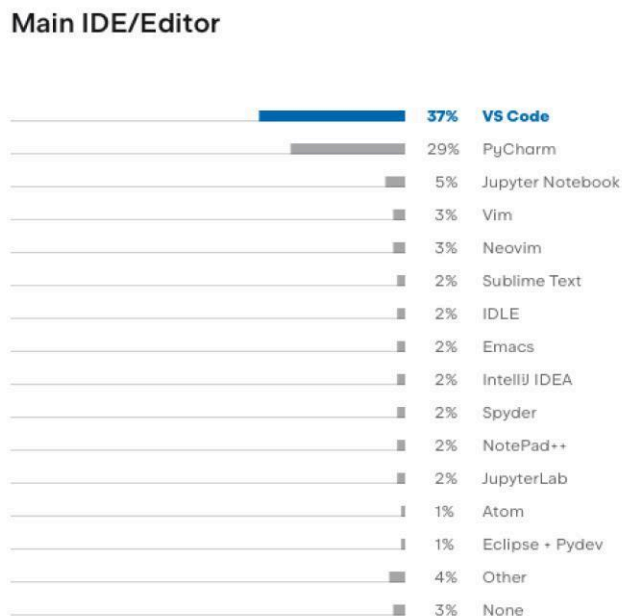 Main IDE/Editor
37% VS Code
29% PyCharm
5% Jupyter Notebook
3% Vim
3% Neovim
2% Sublime Text
2% IDLE
2% Emacs
2% IntelliJ IDEA
2% Spyder
2% NotePad++
2% JupyterLab
1% Atom
1% Eclipse + Pydev
4% Other
3% None